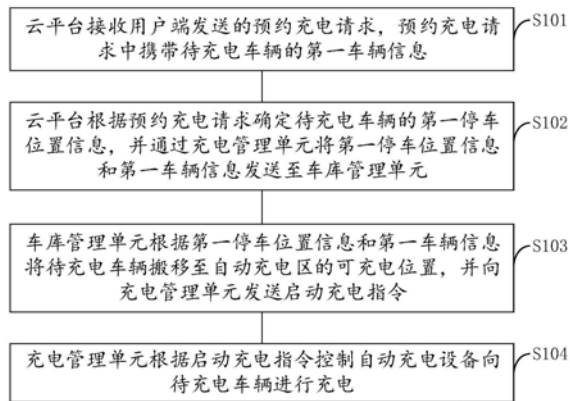 云平台接收用户端发送的预约充电请求，预约充电请
求中携带待充电车辆的第一车辆信息
S101
云平台根据预约充电请求确定待充电车辆的第一停车
位置信息，并通过充电管理单元将第一停车位置信息
和第一车辆信息发送至车库管理单元
S102
车库管理单元根据第一停车位置信息和第一车辆信息
将待充电车辆搬移至自动充电区的可充电位置，并向
充电管理单元发送启动充电指令
S103
充电管理单元根据启动充电指令控制自动充电设备向
待充电车辆进行充电
S104